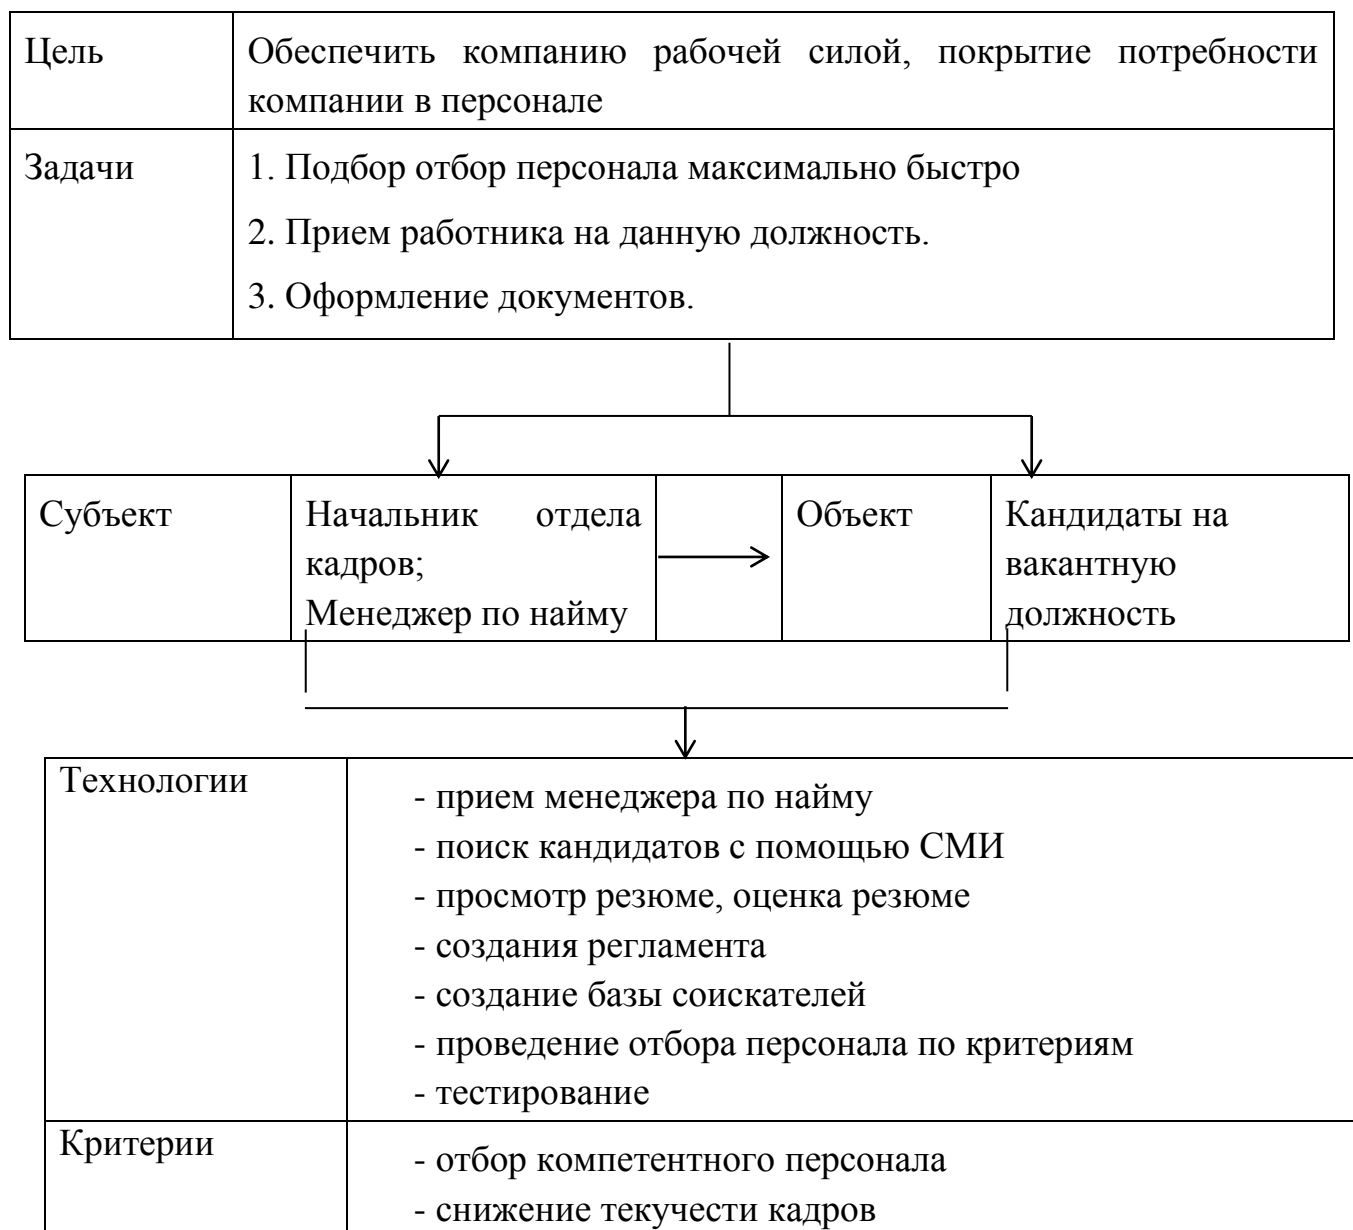 Цель
Обеспечить компанию рабочей силой, покрытие потребности
компании в персонале
Задачи
1. Подбор отбор персонала максимально быстро
2. Прием работника на данную должность.
3. Оформление документов.
Субъект
Начальник отдела
кадров;
Менеджер по найму
Объект
Кандидаты на
вакантную
должность
Технологии
- прием менеджера по найму
- поиск кандидатов с помощью СМИ
- просмотр резюме, оценка резюме
- создания регламента
- создание базы соискателей
- проведение отбора персонала по критериям
- тестирование
Критерии
- отбор компетентного персонала
- снижение текучести кадров